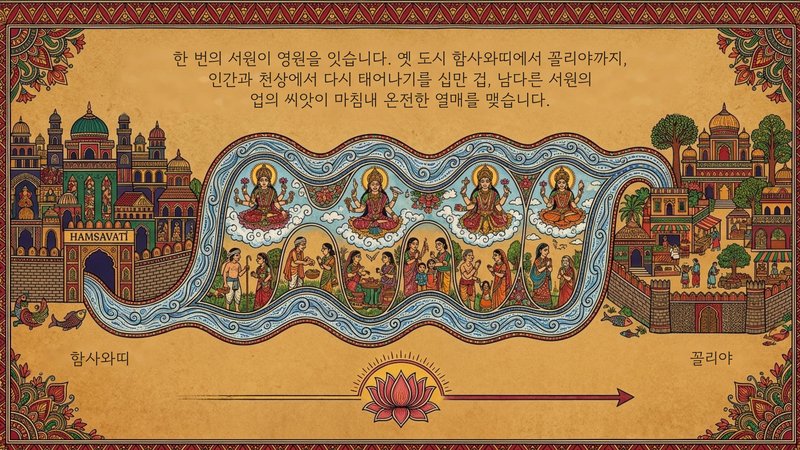 한 번의 서원이 영원을 잇습니다. 옛 도시 함사와띠에서 꼴리야까지,
인간과 천상에서 다시 태어나기를 십만 겁, 남다른 서원의
업의 씨앗이 마침내 온전한 열매를 맺습니다.
HAMSAVATĪ
함사와띠
꼴리야